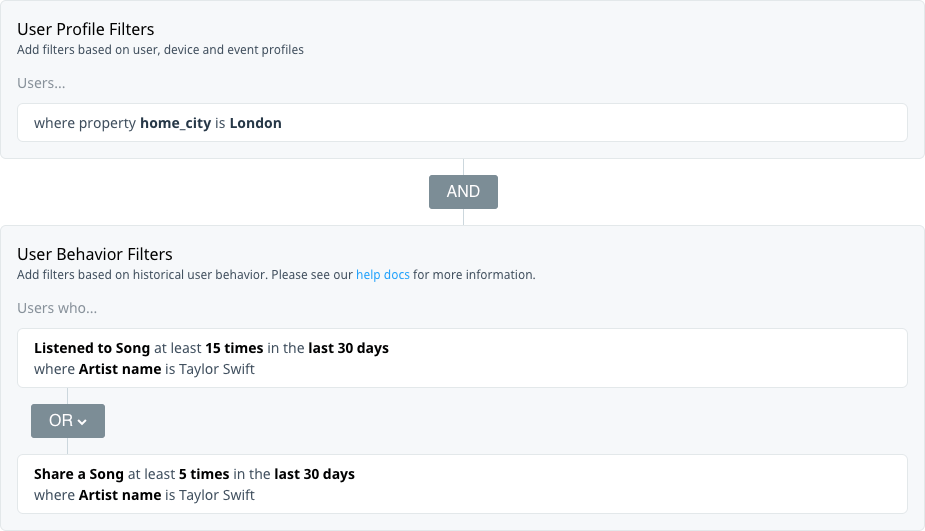 User Profile Filters
Add filters based on user, device and event profiles
Users...
where property home_city is London
AND
User Behavior Filters
Add filters based on historical user behavior. Please see our help docs for more information.
Users who...
Listened to Song at least 15 times in the last 30 days
where Artist name is Taylor Swift
OR
Share a Song at least 5 times in the last 30 days
where Artist name is Taylor Swift